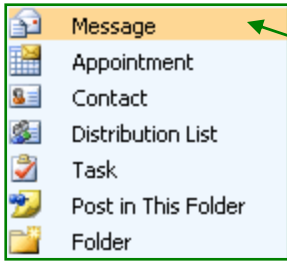 Message
Appointment
Contact
Distribution List
Task
Post in This Folder
Folder